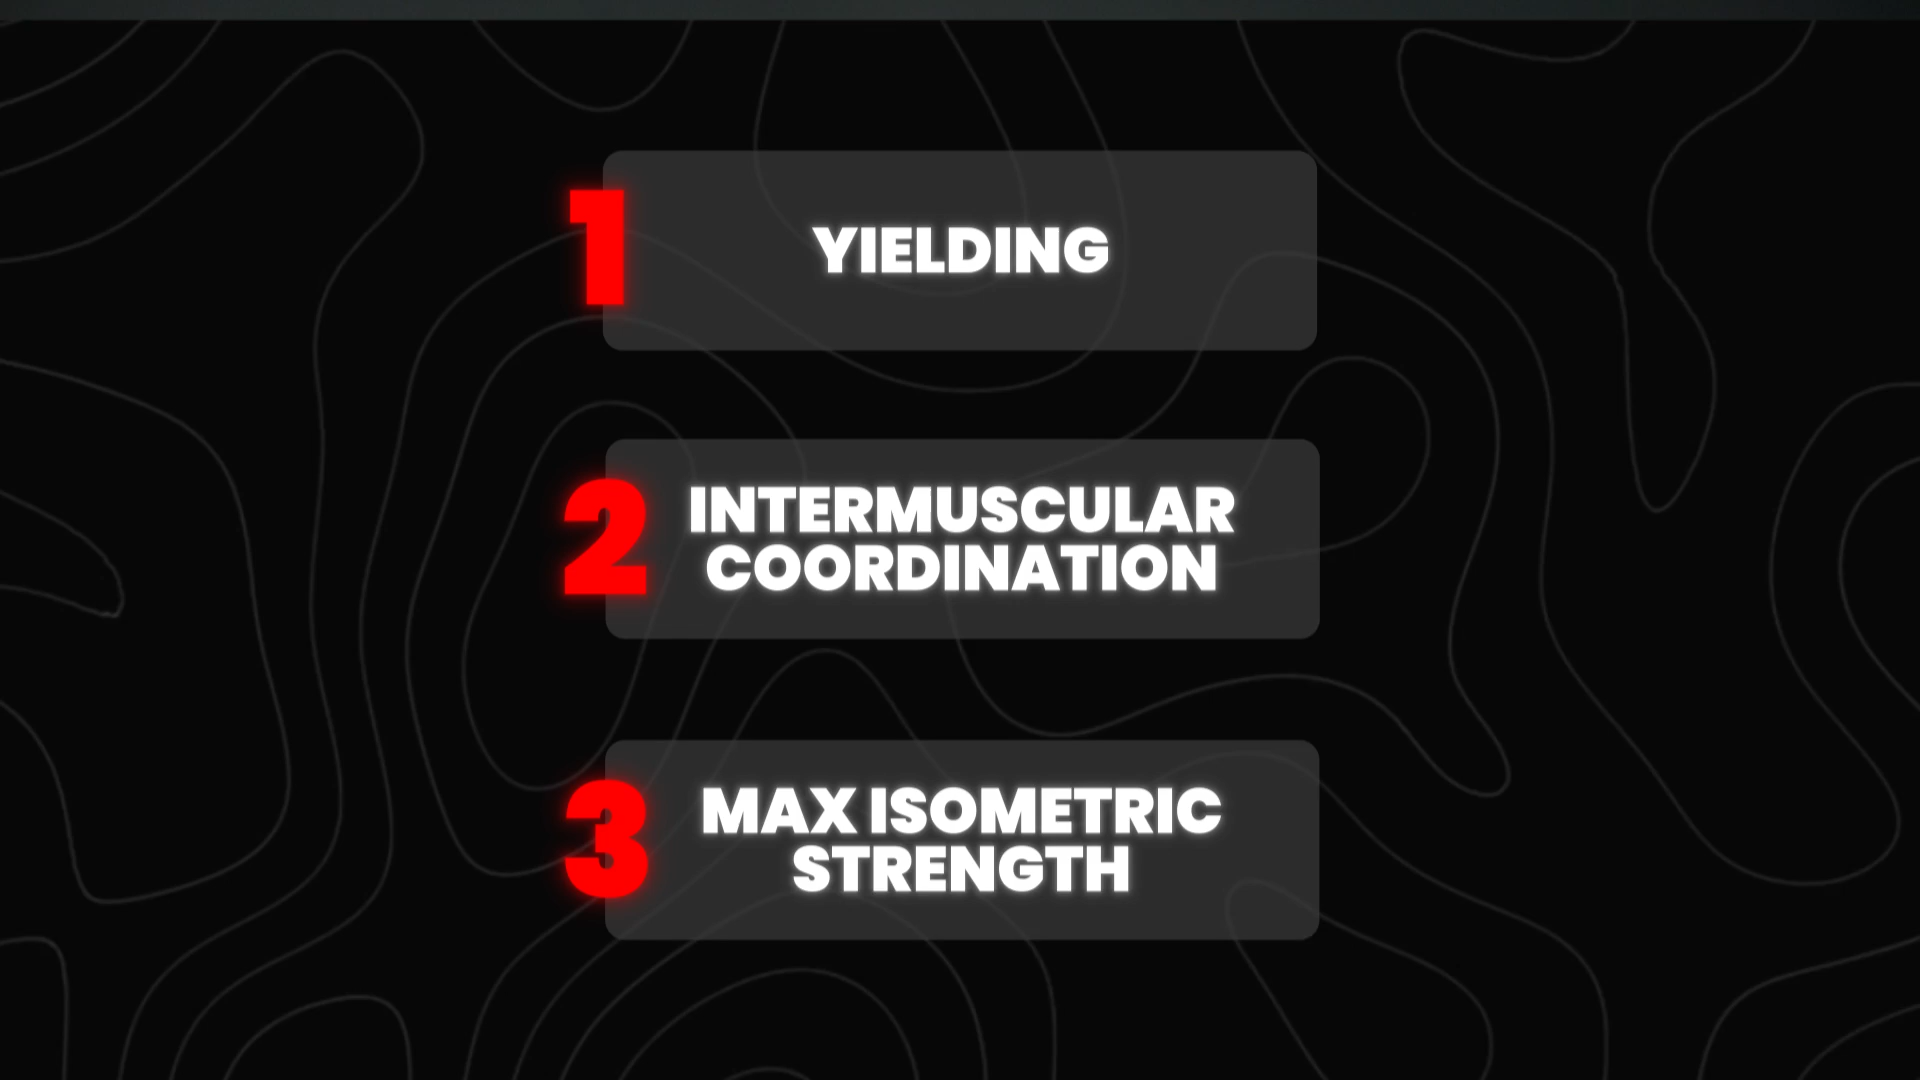 1
YIELDING
2
INTERMUSCULAR
COORDINATION
3
MAX ISOMETRIC
STRENGTH